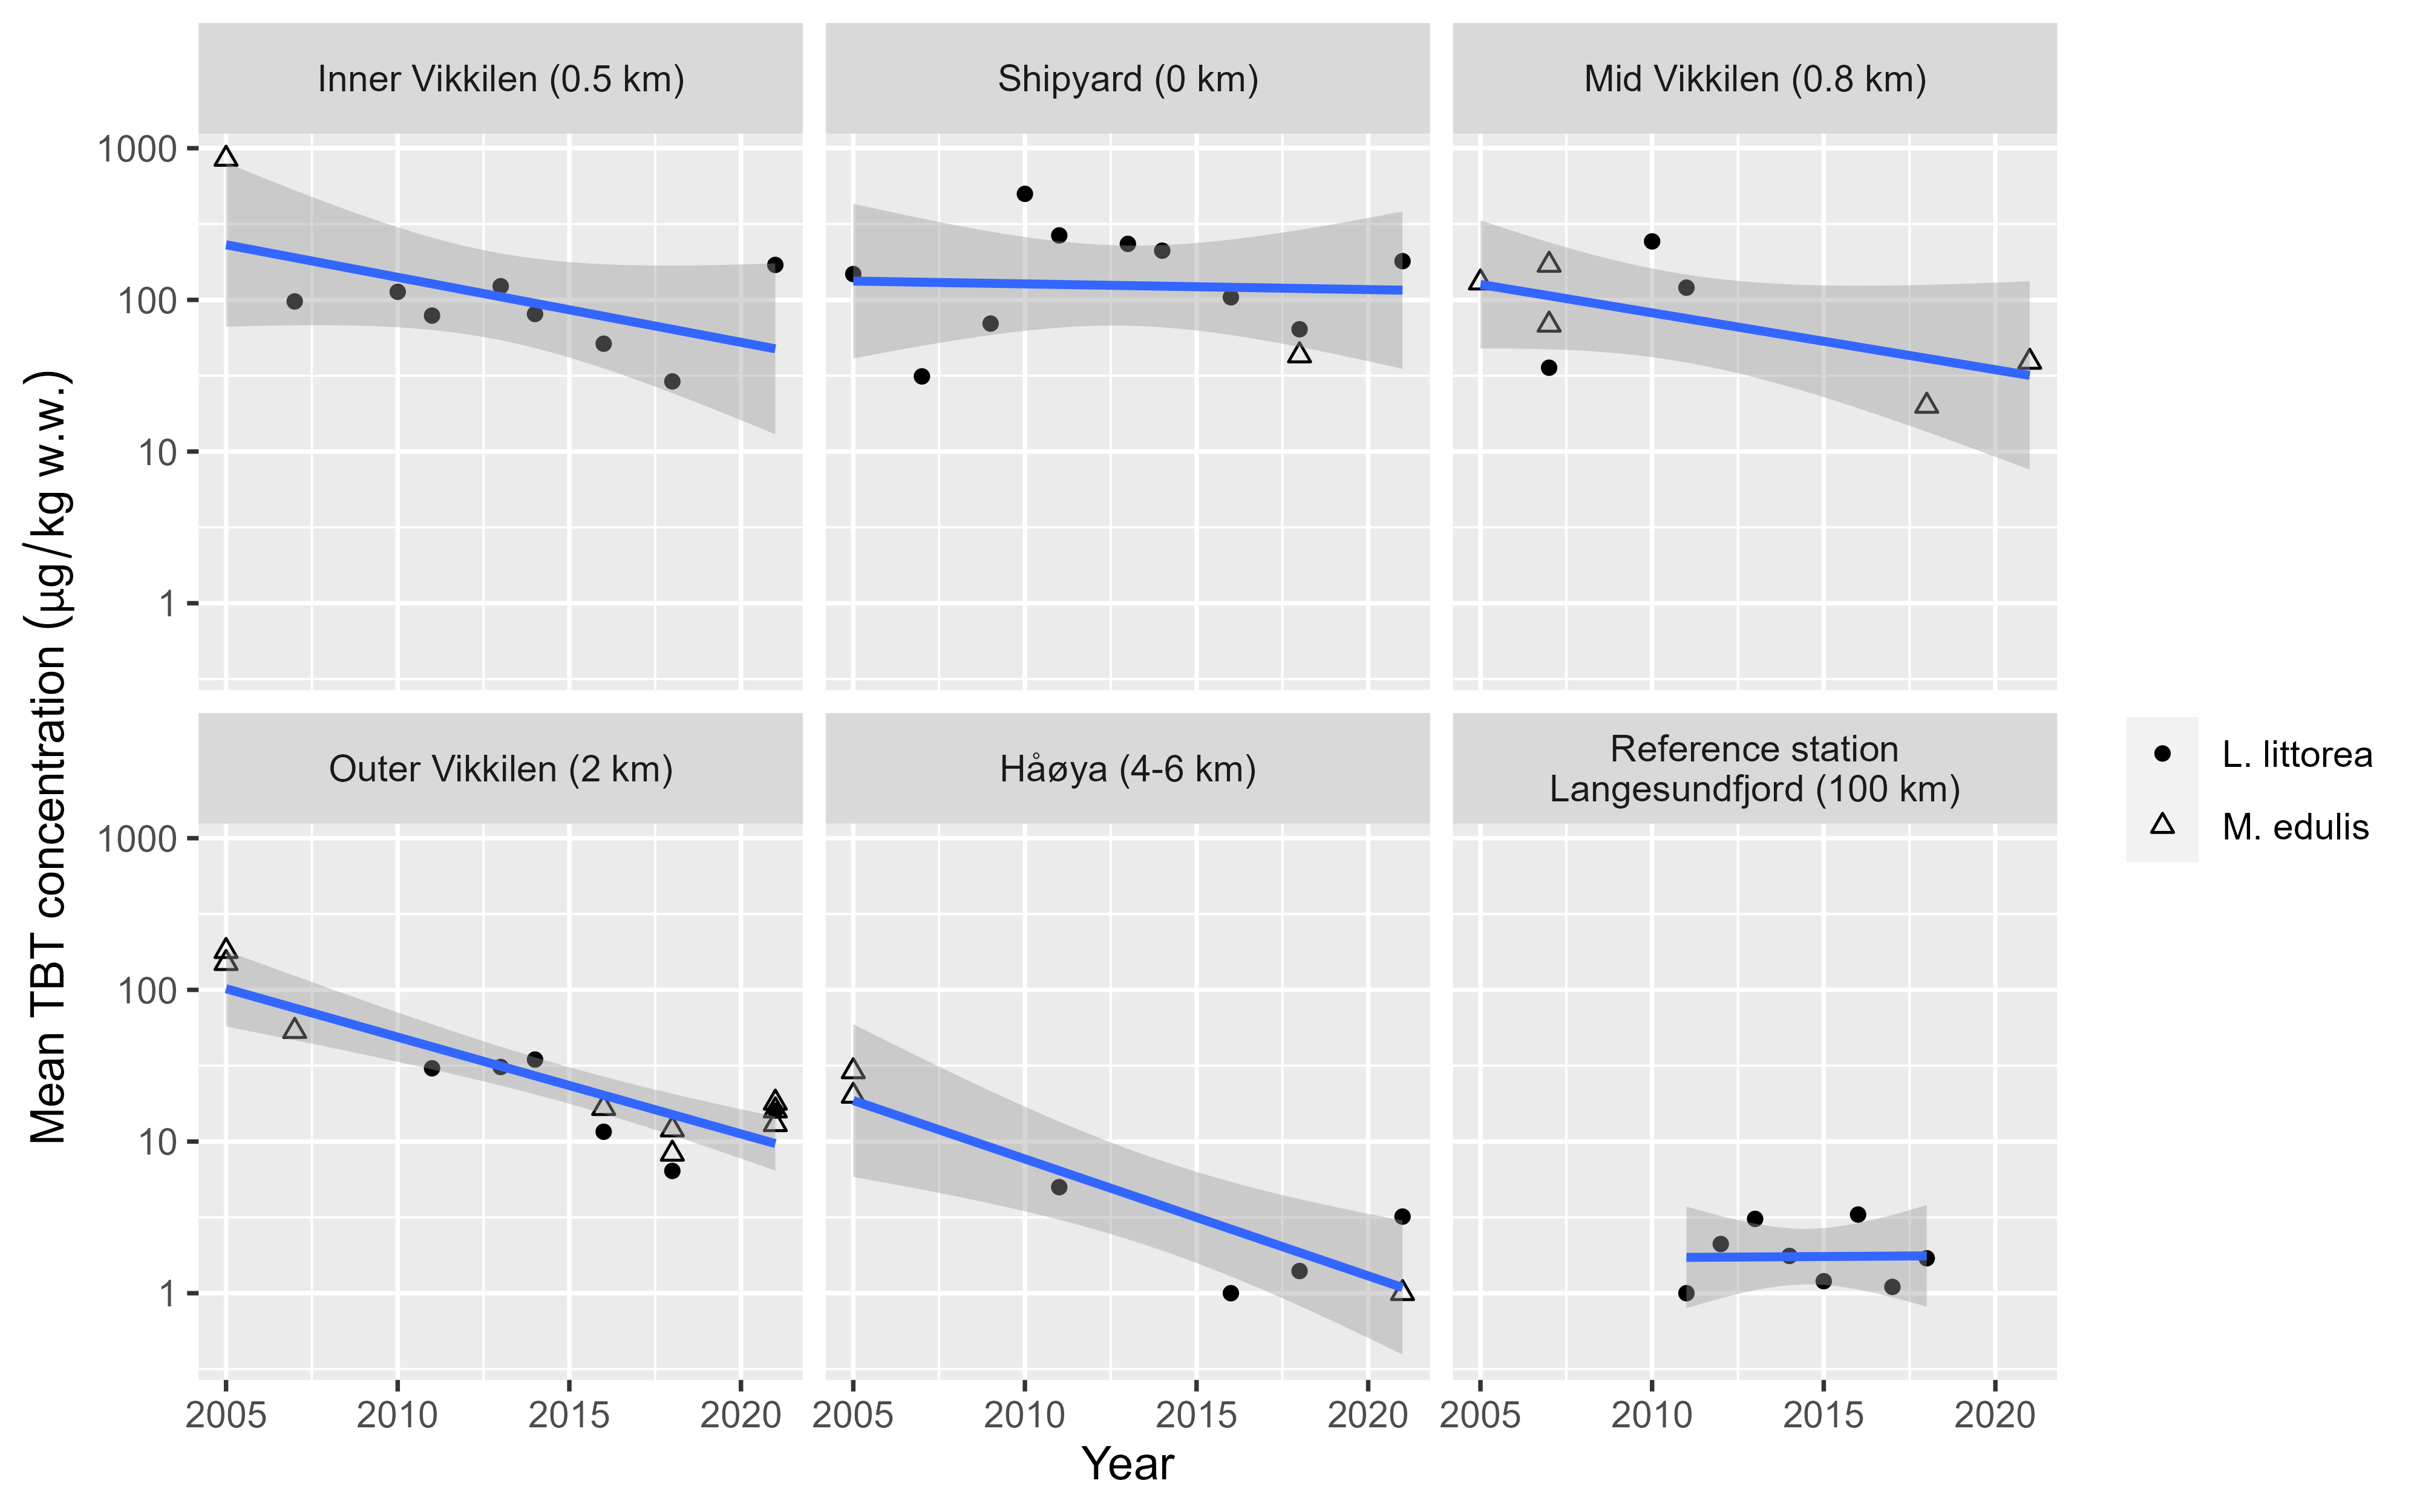 Inner Vikkilen (0.5 km)
Shipyard (0 km)
Mid Vikkilen (0.8 km)
1000
100
10
1
Mean TBT concentration (µg/kg w.w.)
Outer Vikkilen (2 km)
Håøya (4-6 km)
Reference station
Langesundfjord (100 km)
1000
100
10
1
L. littorea
M. edulis
2005 2010 2015 2020
2005 2010 2015 2020
2005 2010 2015 2020
Year